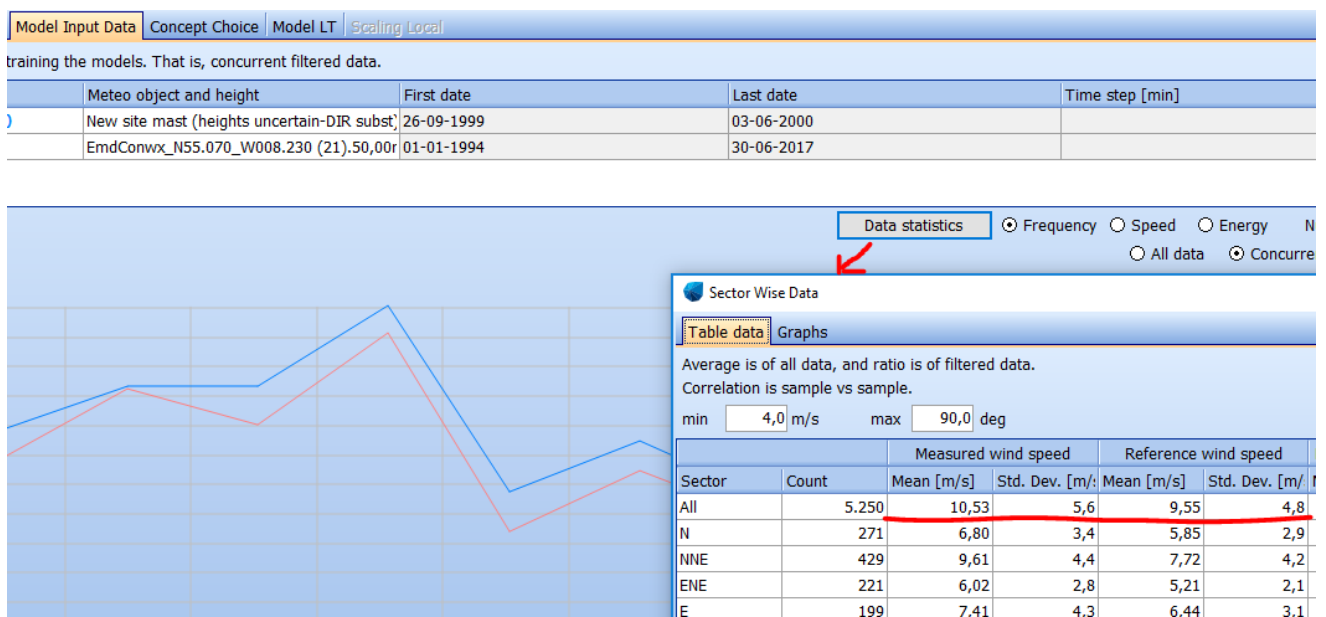 Model Input Data Concept Choice Model LT Scaling Local
training the models. That is, concurrent filtered data.
Meteo object and height First date Last date Time step [min]
) New site mast (heights uncertain-DIR subst) 26-09-1999 03-06-2000
EmdConwx_N55.070_W008.230 (21).50,00r 01-01-1994 30-06-2017
Data statistics Frequency Speed Energy N
All data Concurre
Sector Wise Data
Table data Graphs
Average is of all data, and ratio is of filtered data.
Correlation is sample vs sample.
min 4,0 m/s max 90,0 deg
Measured wind speed Reference wind speed
Sector Count Mean [m/s] Std. Dev. [m/s Mean [m/s] Std. Dev. [m/
All 5.250 10,53 5,6 9,55 4,8
N 271 6,80 3,4 5,85 2,9
NNE 429 9,61 4,4 7,72 4,2
ENE 221 6,02 2,8 5,21 2,1
E 199 7,41 4,3 6,44 3,1